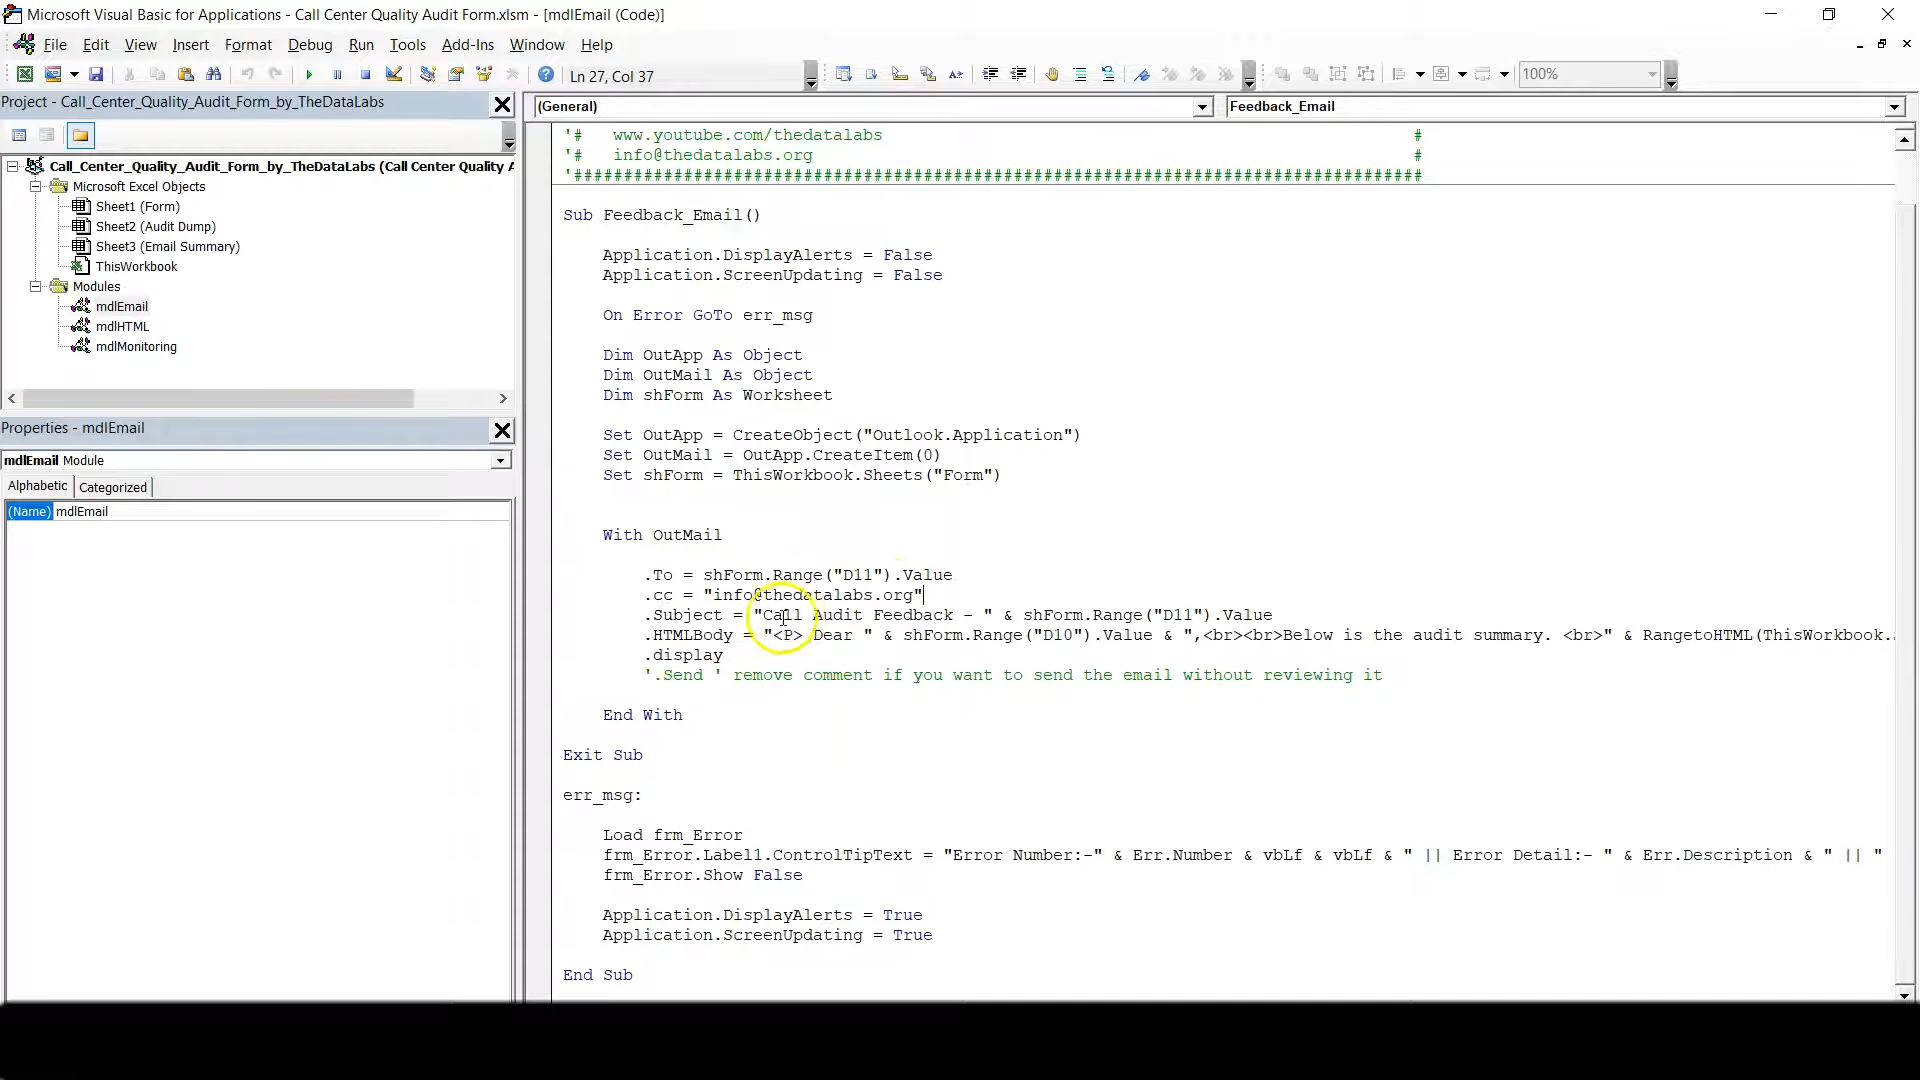 Microsoft Visual Basic for Applications - Call Center Quality Audit Form.xlsm - [mdlEmail (Code)]
File Edit View Insert Format Debug Run Tools Add-Ins Window Help
Ln 27, Col 37
100%
Project - Call_Center_Quality_Audit_Form_by_TheDataLabs
(General)
Feedback_Email
Call_Center_Quality_Audit_Form_by_TheDataLabs (Call Center Quality A
Microsoft Excel Objects
Sheet1 (Form)
Sheet2 (Audit Dump)
Sheet3 (Email Summary)
ThisWorkbook
Modules
mdlEmail
mdlHTML
mdlMonitoring
Properties - mdlEmail
mdlEmail Module
Alphabetic Categorized
(Name) mdlEmail
'# www.youtube.com/thedatalabs #
'# info@thedatalabs.org #
'#####################################################################################
Sub Feedback_Email()
Application.DisplayAlerts = False
Application.ScreenUpdating = False
On Error GoTo err_msg
Dim OutApp As Object
Dim OutMail As Object
Dim shForm As Worksheet
Set OutApp = CreateObject("Outlook.Application")
Set OutMail = OutApp.CreateItem(0)
Set shForm = ThisWorkbook.Sheets("Form")
With OutMail
.To = shForm.Range("D11").Value
.cc = "info@thedatalabs.org"
.Subject = "Call Audit Feedback - " & shForm.Range("D11").Value
.HTMLBody = "<P> Dear " & shForm.Range("D10").Value & ",<br><br>Below is the audit summary. <br>" & RangetoHTML(ThisWorkbook.
.display
'.Send ' remove comment if you want to send the email without reviewing it
End With
Exit Sub
err_msg:
Load frm_Error
frm_Error.Label1.ControlTipText = "Error Number:-" & Err.Number & vbLf & vbLf & " || Error Detail:- " & Err.Description & " || "
frm_Error.Show False
Application.DisplayAlerts = True
Application.ScreenUpdating = True
End Sub